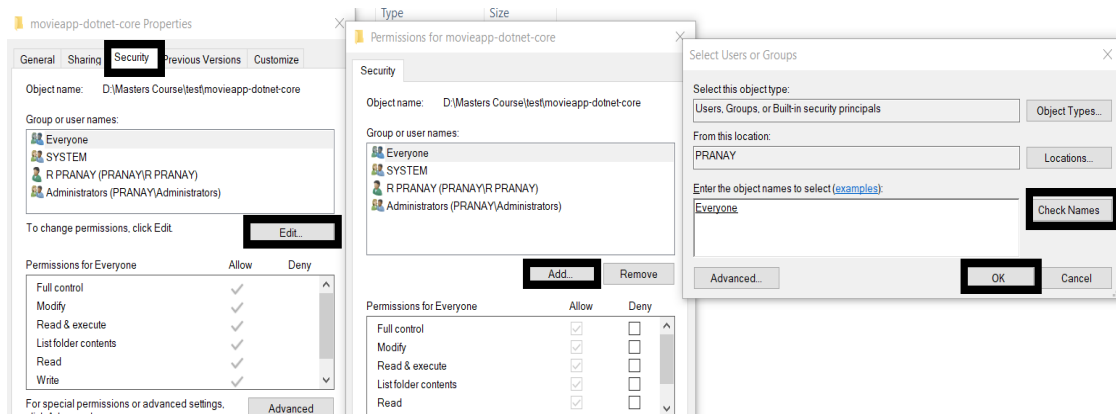 Type Size
movieapp-dotnet-core Properties
General Sharing Security Previous Versions Customize
Object name: D:\Masters Course\test\movieapp-dotnet-core
Group or user names:
Everyone
SYSTEM
R PRANAY (PRANAY\R PRANAY)
Administrators (PRANAY\Administrators)
To change permissions, click Edit.
Edit...
Permissions for Everyone Allow Deny
Full control
Modify
Read & execute
List folder contents
Read
Write
For special permissions or advanced settings,
Advanced
Permissions for movieapp-dotnet-core
Security
Object name: D:\Masters Course\test\movieapp-dotnet-core
Group or user names:
Everyone
SYSTEM
R PRANAY (PRANAY\R PRANAY)
Administrators (PRANAY\Administrators)
Add... Remove
Permissions for Everyone Allow Deny
Full control
Modify
Read & execute
List folder contents
Read
Select Users or Groups
Select this object type:
Users, Groups, or Built-in security principals
Object Types...
From this location:
PRANAY
Locations...
Enter the object names to select (examples):
Everyone
Check Names
Advanced...
OK
Cancel